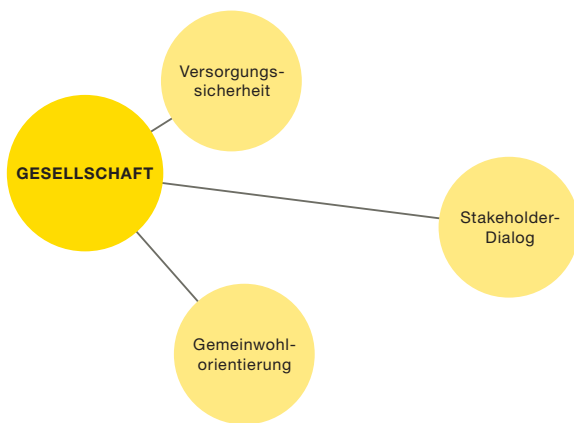 Versorgungs-
sicherheit
GESELLSCHAFT
Stakeholder-
Dialog
Gemeinwohl-
orientierung